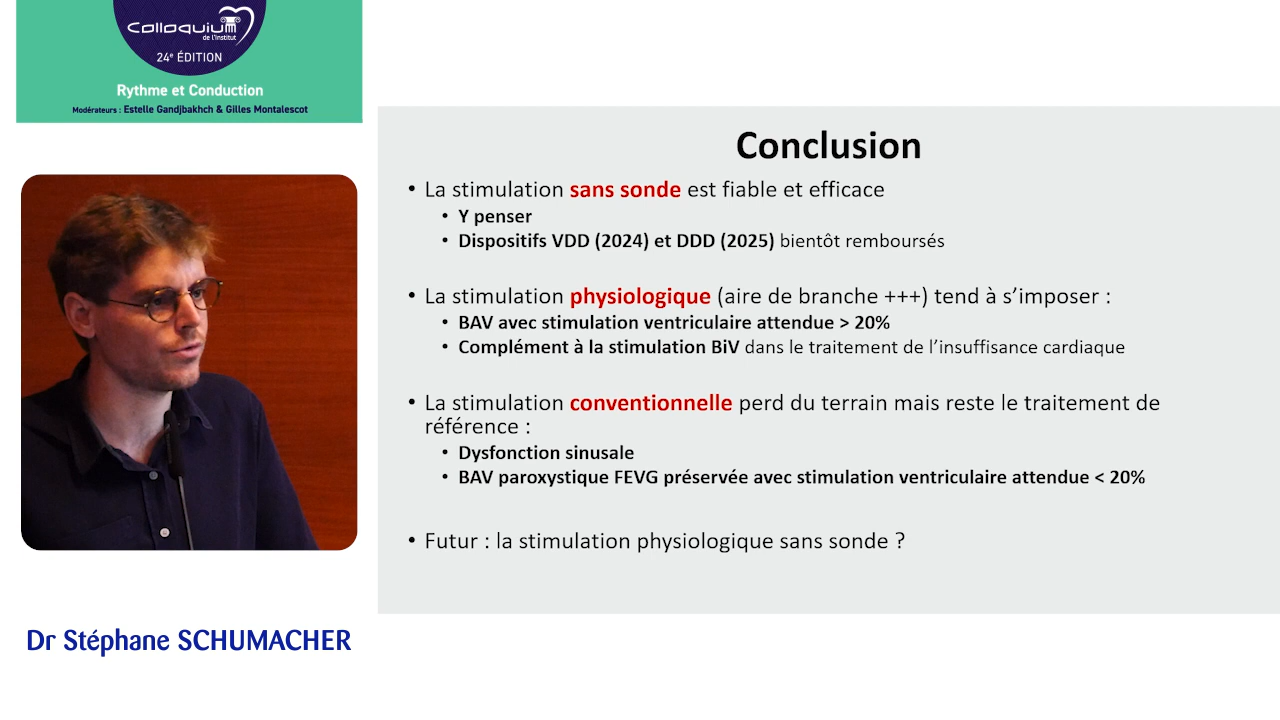 Colloquium
de l'Institut
24e ÉDITION
Rythme et Conduction
Modérateurs : Estelle Gandjbakhch & Gilles Montalescot
Conclusion
• La stimulation sans sonde est fiable et efficace
• Y penser
• Dispositifs VDD (2024) et DDD (2025) bientôt remboursés
• La stimulation physiologique (aire de branche +++) tend à s’imposer :
• BAV avec stimulation ventriculaire attendue > 20%
• Complément à la stimulation BiV dans le traitement de l’insuffisance cardiaque
• La stimulation conventionnelle perd du terrain mais reste le traitement de
référence :
• Dysfonction sinusale
• BAV paroxystique FEVG préservée avec stimulation ventriculaire attendue < 20%
• Futur : la stimulation physiologique sans sonde ?
Dr Stéphane SCHUMACHER